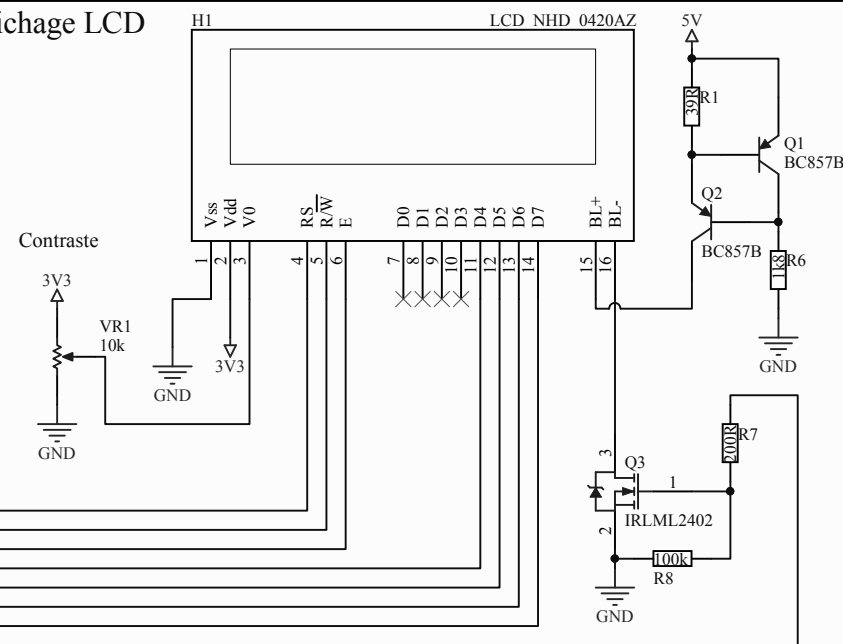 ichage LCD
H1
LCD_NHD_0420AZ
5V
39R
R1
Q1
BC857B
Q2
BC857B
1k8
R6
GND
Vss
Vdd
V0
RS
R/W
E
D0
D1
D2
D3
D4
D5
D6
D7
BL+
BL-
1
2
3
4
5
6
7
8
9
10
11
12
13
14
15
16
Contraste
3V3
VR1
10k
GND
GND
3V3
200R
R7
3
Q3
1
IRLML2402
2
100k
R8
GND